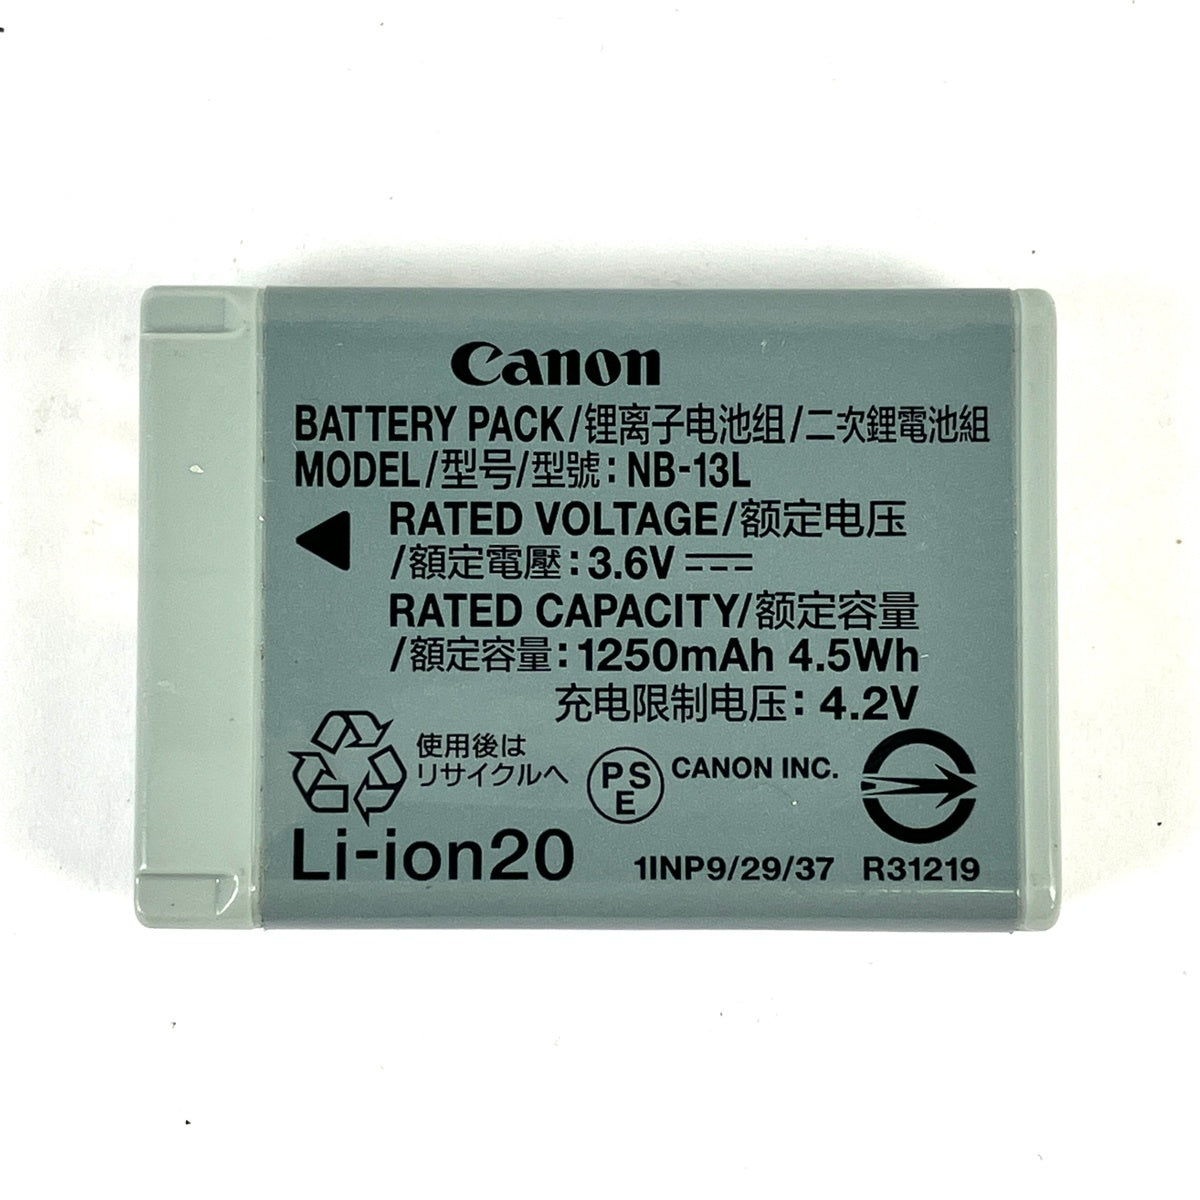 Canon
BATTERY PACK/锂离子电池组/二次鋰電池組
MODEL/型号/型號:NB-13L
RATED VOLTAGE/额定电压
/額定電壓:3.6V
RATED CAPACITY/额定容量
/額定容量:1250mAh 4.5Wh
充电限制电压:4.2V
使用後は
リサイクルへ
PS
E
CANON INC.
Li-ion20
1INP9/29/37
R31219